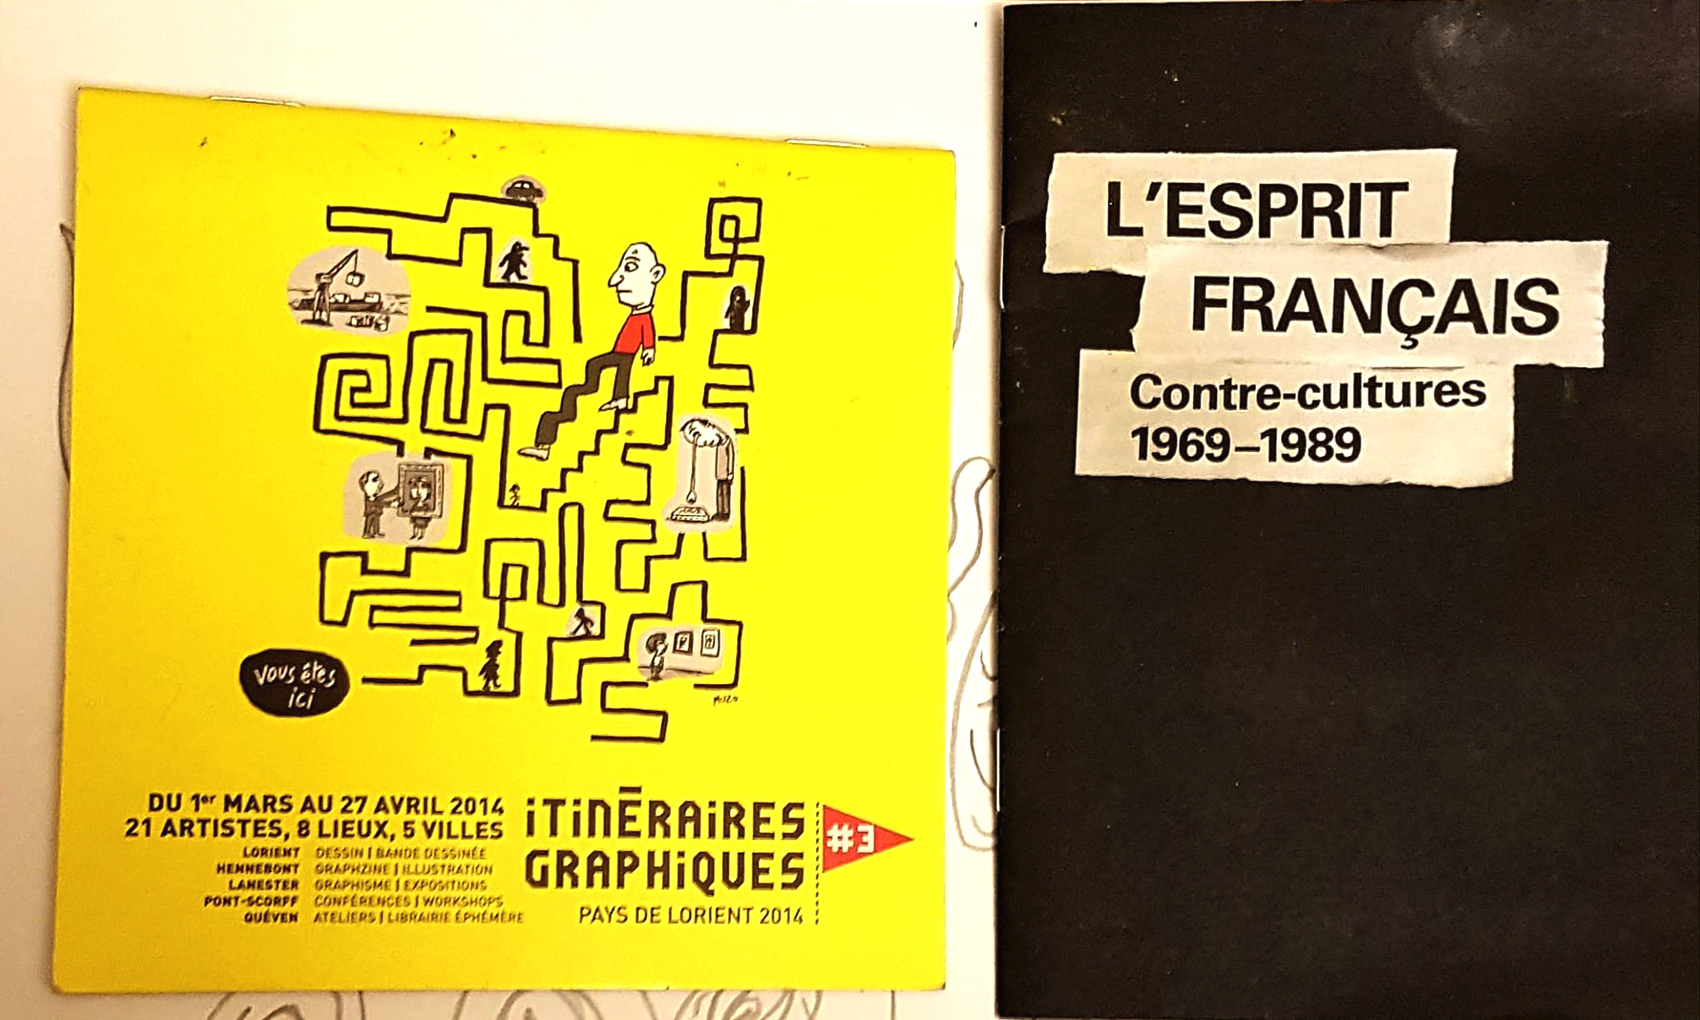 vous êtes
ici
DU 1er MARS AU 27 AVRIL 2014
21 ARTISTES, 8 LIEUX, 5 VILLES
LORIENT DESSIN | BANDE DESSINÉE
HENNEBONT GRAPHZINE | ILLUSTRATION
LANESTER GRAPHISME | EXPOSITIONS
PONT-SCORFF CONFÉRENCES | WORKSHOPS
QUÉVEN ATELIERS | LIBRAIRIE ÉPHÉMÈRE
iTiNĒRAiRES
GRAPHiQUES
PAYS DE LORIENT 2014
#3
L'ESPRIT
FRANÇAIS
Contre-cultures
1969–1989